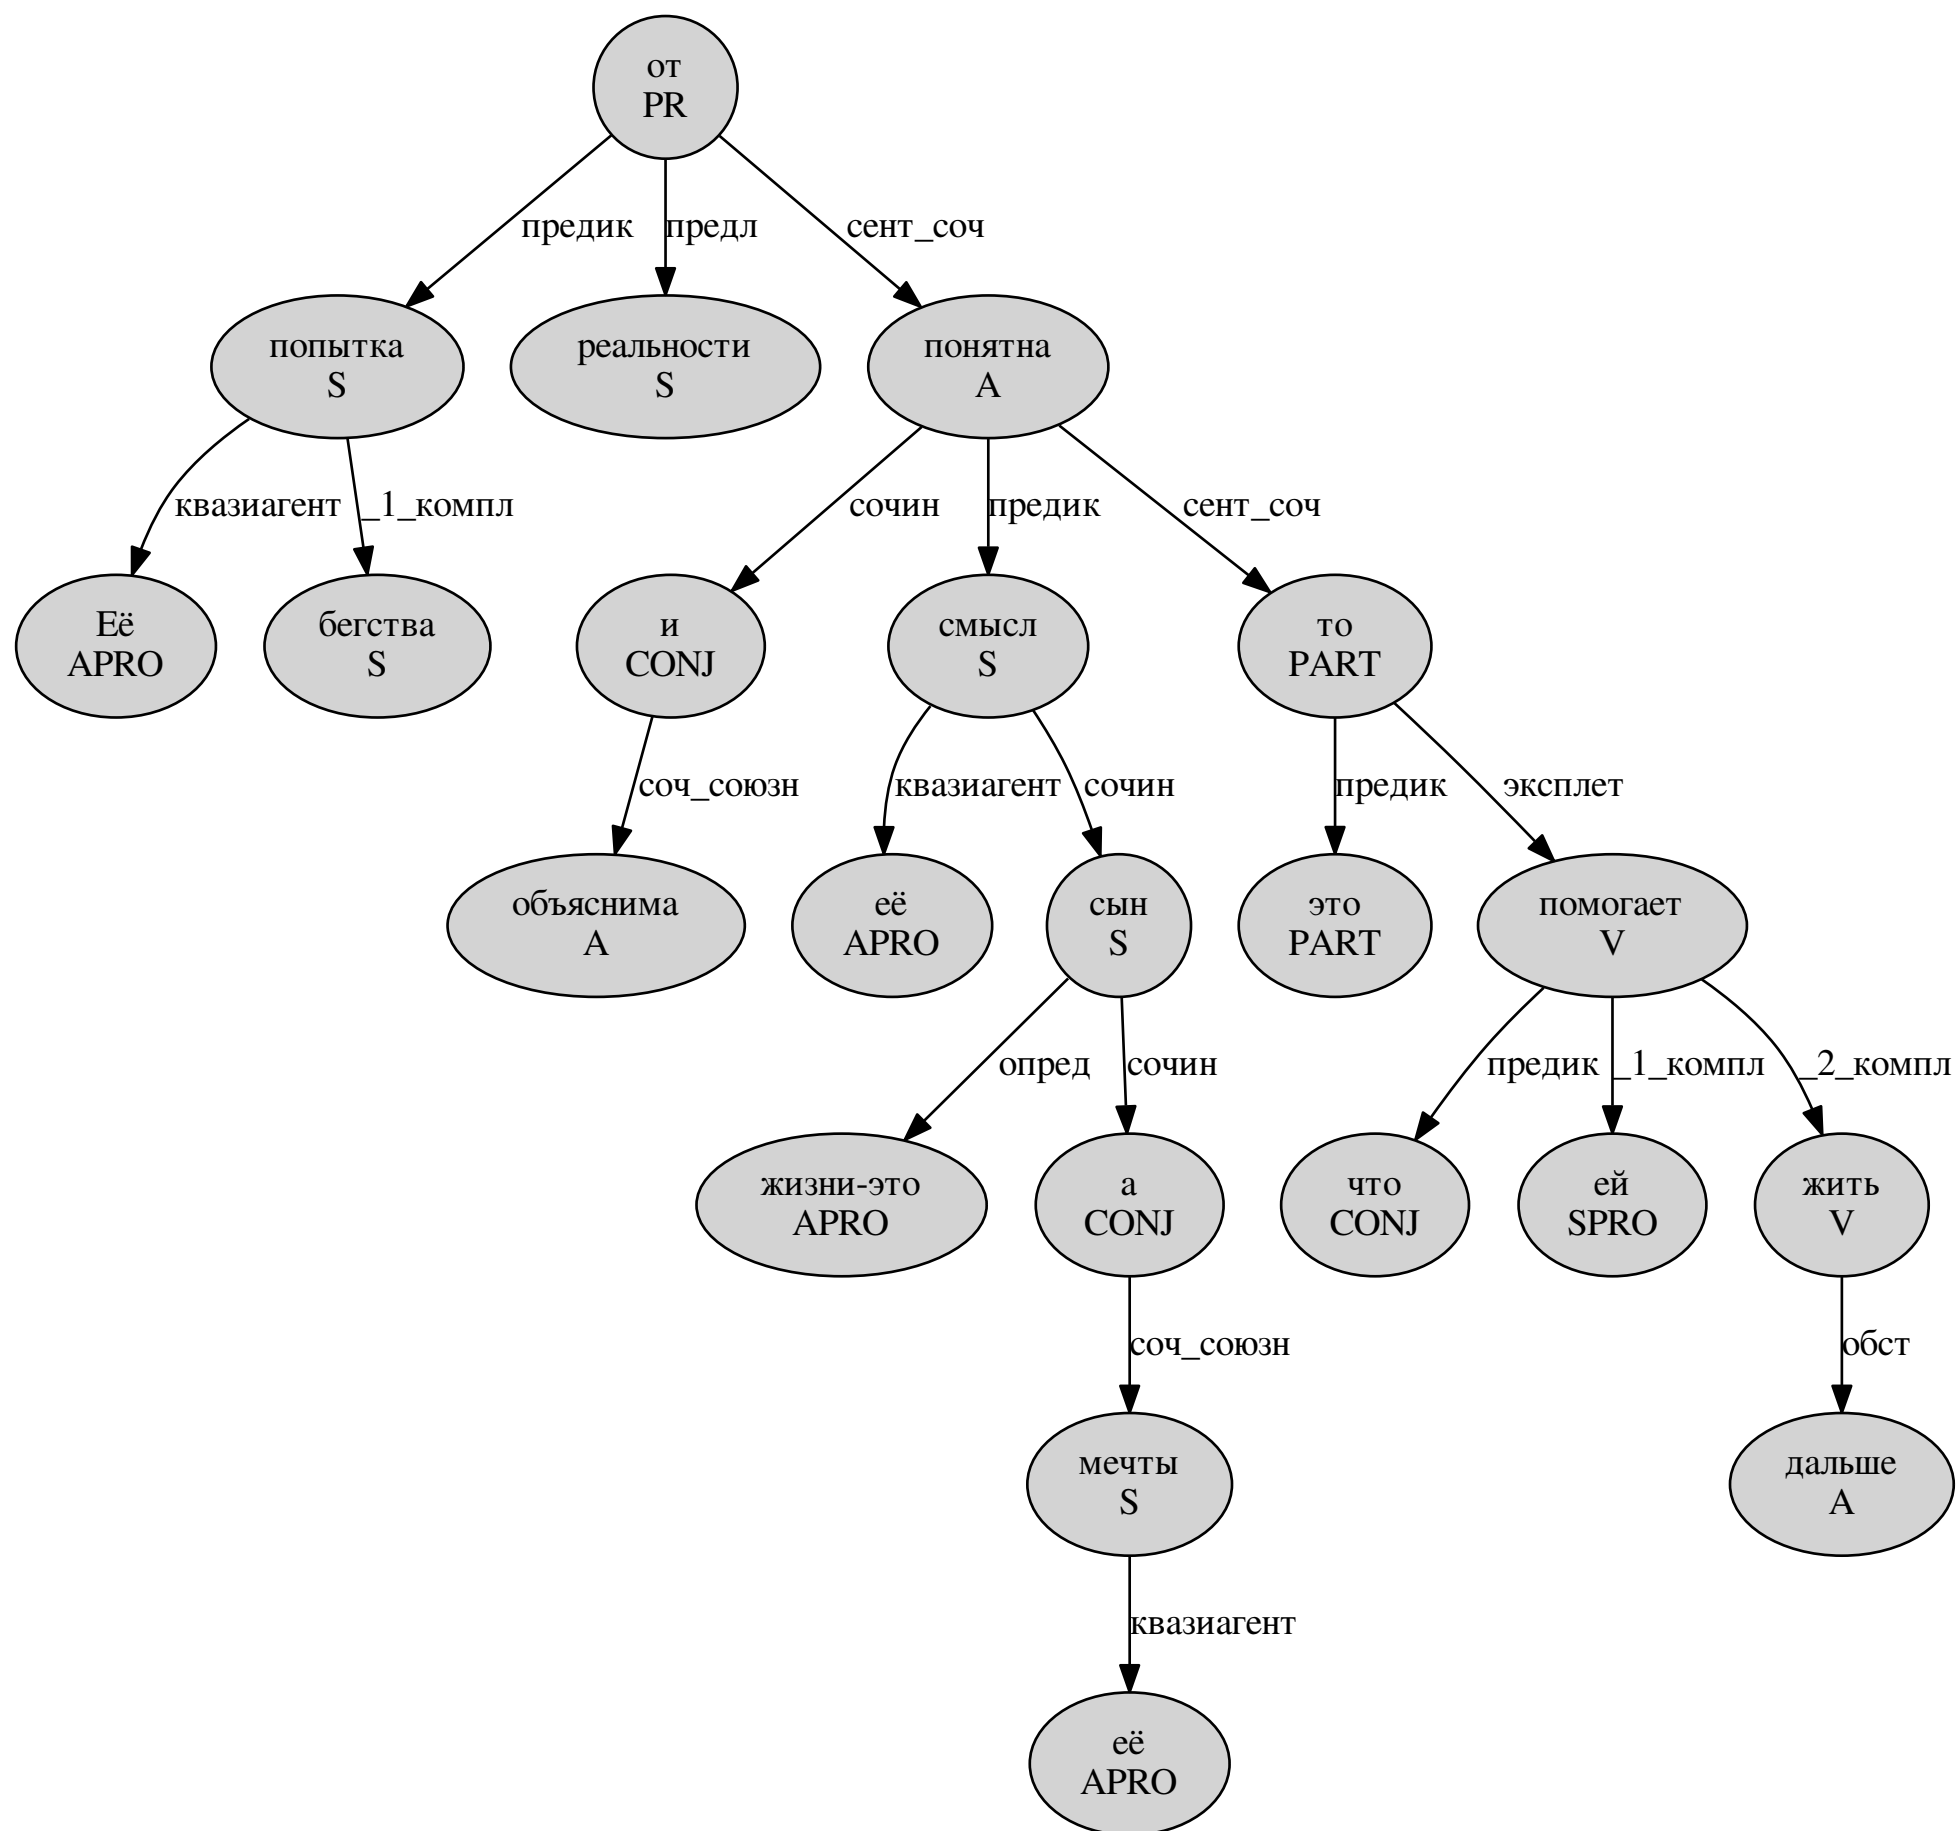 от
PR
предик
предл
сент_соч
попытка
S
реальности
S
понятна
A
квазиагент
_1_компл
сочин
предик
сент_соч
Её
APRO
бегства
S
и
CONJ
смысл
S
то
PART
соч_союзн
квазиагент
сочин
предик
эксплет
объяснима
A
её
APRO
сын
S
это
PART
помогает
V
опред
сочин
предик
_1_компл
_2_компл
жизни-это
APRO
а
CONJ
что
CONJ
ей
SPRO
жить
V
соч_союзн
обст
мечты
S
дальше
A
квазиагент
её
APRO